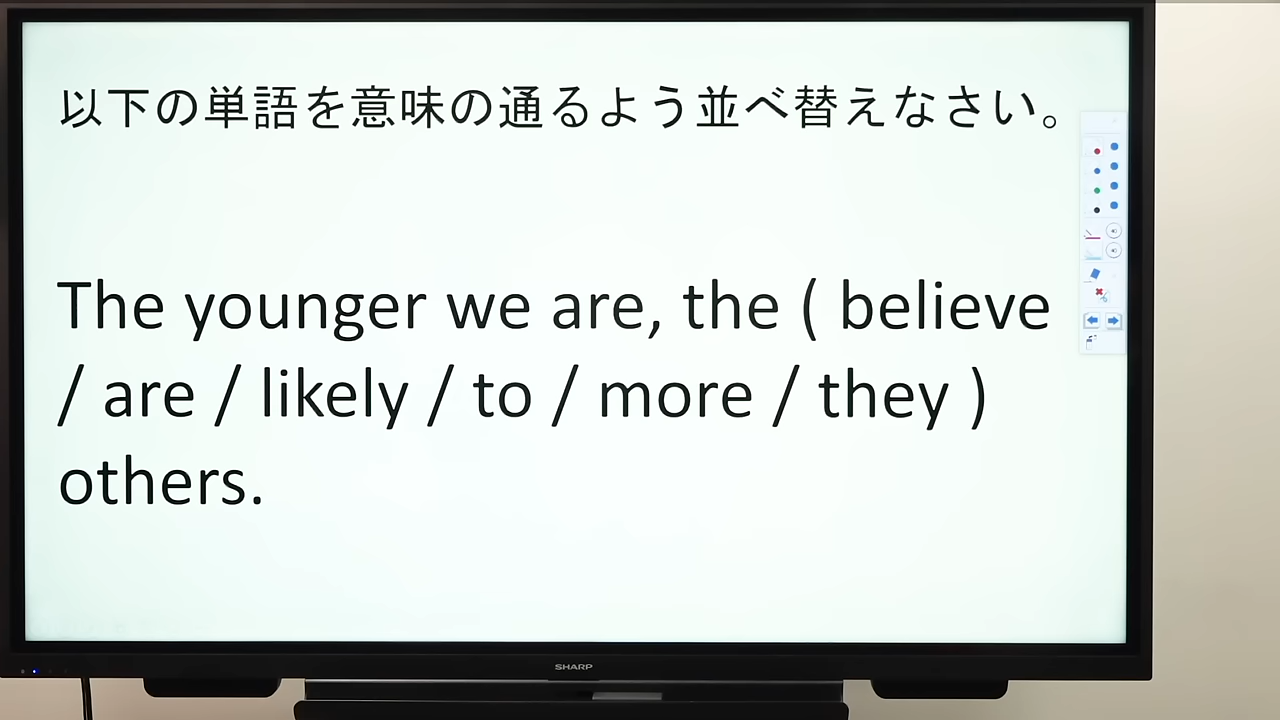 以下の単語を意味の通るよう並べ替えなさい。
The younger we are, the ( believe
/ are / likely / to / more / they )
others.
SHARP